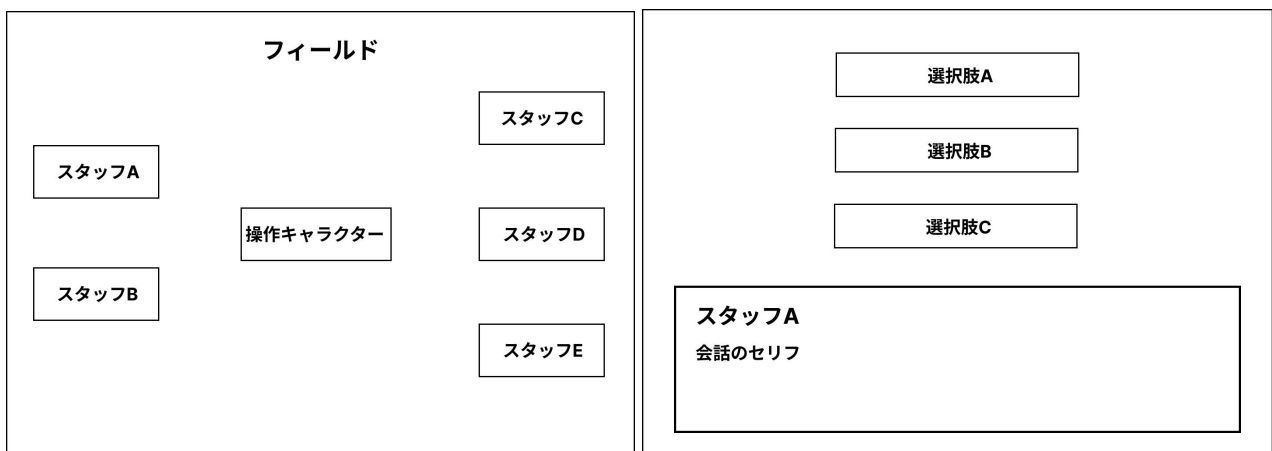 フィールド
スタッフC
スタッフA
操作キャラクター
スタッフD
スタッフB
スタッフE
選択肢A
選択肢B
選択肢C
スタッフA
会話のセリフ